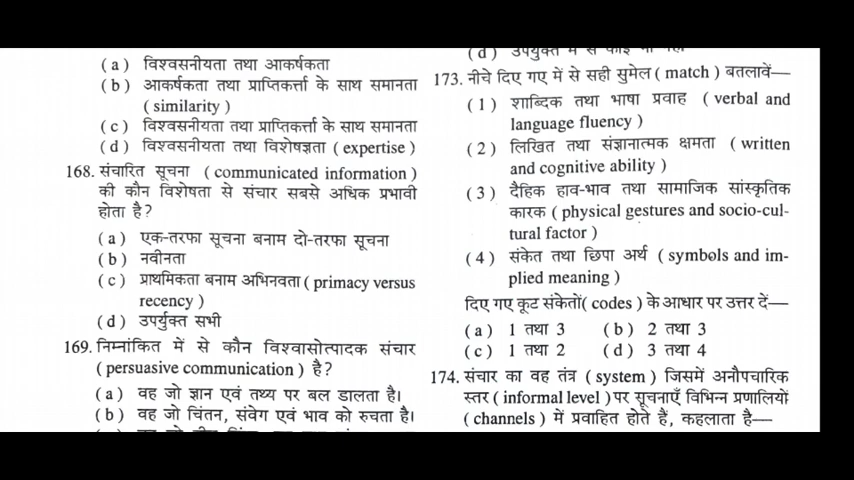 (a) विश्वसनीयता तथा आकर्षकता
(b) आकर्षकता तथा प्राप्तिकर्त्ता के साथ समानता
(similarity)
(c) विश्वसनीयता तथा प्राप्तिकर्त्ता के साथ समानता
(d) विश्वसनीयता तथा विशेषज्ञता (expertise)
168. संचारित सूचना (communicated information)
की कौन विशेषता से संचार सबसे अधिक प्रभावी
होता है?
(a) एक-तरफा सूचना बनाम दो-तरफा सूचना
(b) नवीनता
(c) प्राथमिकता बनाम अभिनवता (primacy versus
recency)
(d) उपर्युक्त सभी
169. निम्नांकित में से कौन विश्वासोत्पादक संचार
(persuasive communication) है?
(a) वह जो ज्ञान एवं तथ्य पर बल डालता है।
(b) वह जो चिंतन, संवेग एवं भाव को रुचता है।
(d) उपर्युक्त में से कोई
173. नीचे दिए गए में से सही सुमेल (match) बतलावें—
(1) शाब्दिक तथा भाषा प्रवाह (verbal and
language fluency)
(2) लिखित तथा संज्ञानात्मक क्षमता (written
and cognitive ability)
(3) दैहिक हाव-भाव तथा सामाजिक सांस्कृतिक
कारक (physical gestures and socio-cul-
tural factor)
(4) संकेत तथा छिपा अर्थ (symbols and im-
plied meaning)
दिए गए कूट संकेतों (codes) के आधार पर उत्तर दें—
(a) 1 तथा 3 (b) 2 तथा 3
(c) 1 तथा 2 (d) 3 तथा 4
174. संचार का वह तंत्र (system) जिसमें अनौपचारिक
स्तर (informal level) पर सूचनाएँ विभिन्न प्रणालियों
(channels) में प्रवाहित होते हैं, कहलाता है—